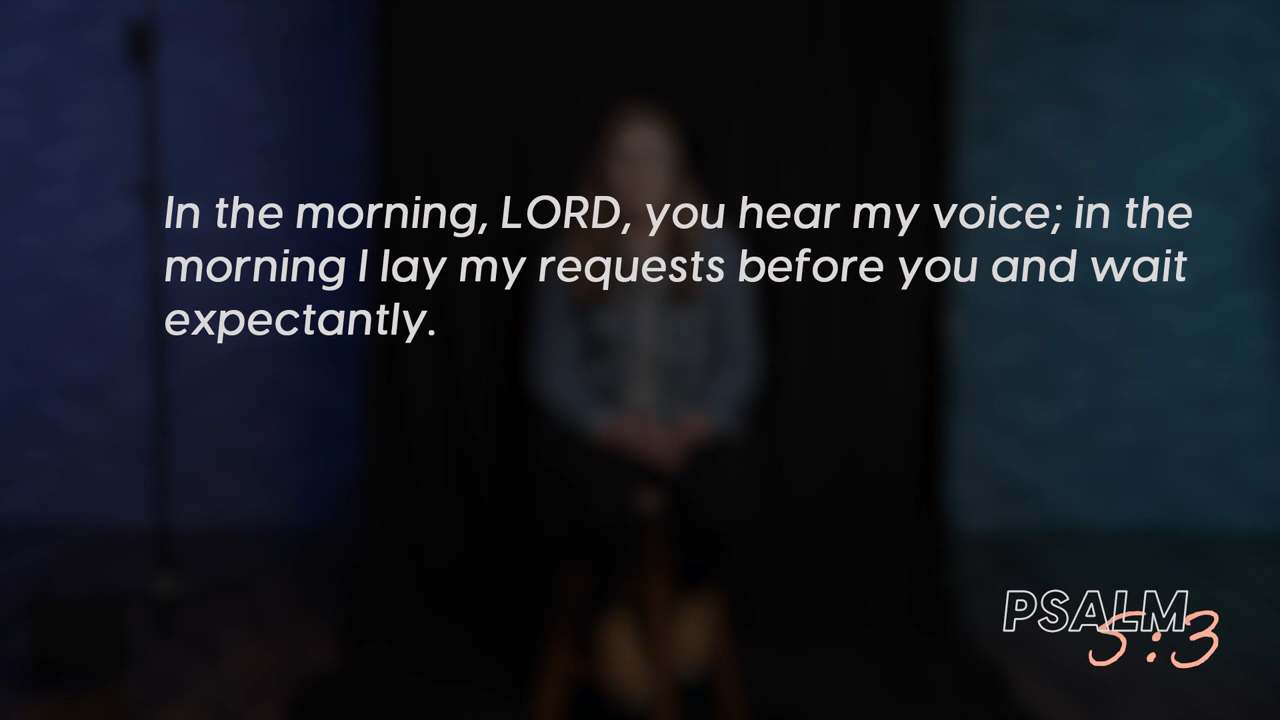 In the morning, LORD, you hear my voice; in the
morning I lay my requests before you and wait
expectantly.
PSALM
5:3